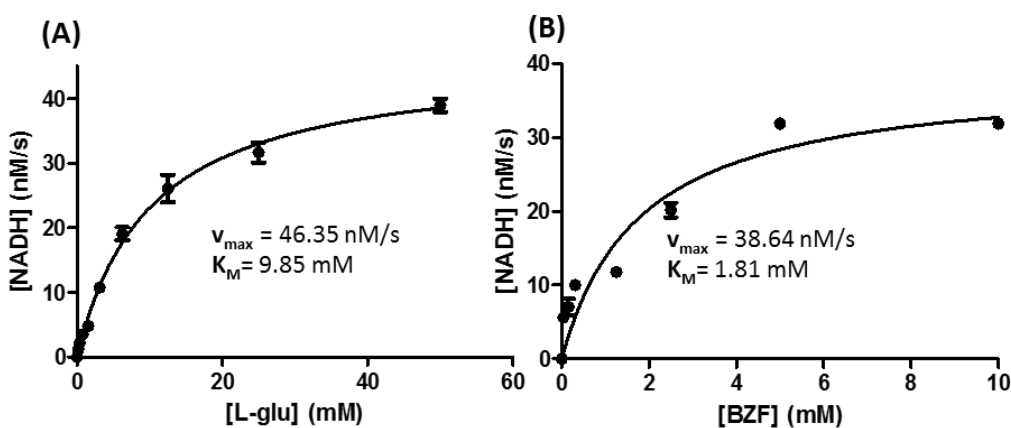 (A)
[NADH] (nM/s)
40
30
20
10
0
0 20 40 60
[L-glu] (mM)
vmax = 46.35 nM/s
KM= 9.85 mM
(B)
[NADH] (nM/s)
40
30
20
10
0
0 2 4 6 8 10
[BZF] (mM)
vmax = 38.64 nM/s
KM= 1.81 mM